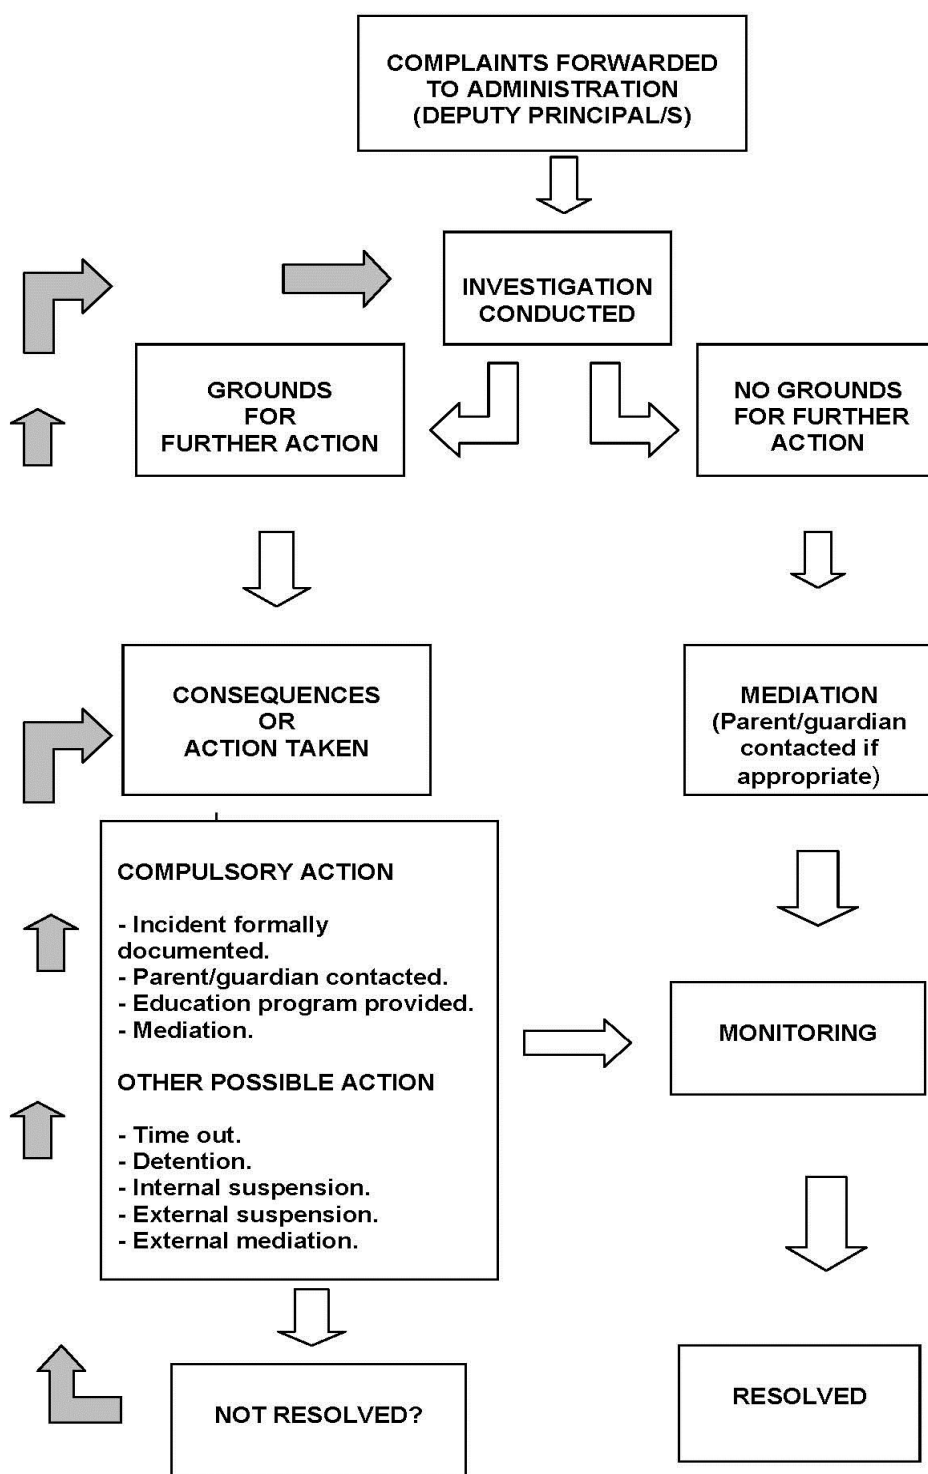 COMPLAINTS FORWARDED
TO ADMINISTRATION
(DEPUTY PRINCIPAL/S)
INVESTIGATION
CONDUCTED
GROUNDS
FOR
FURTHER ACTION
NO GROUNDS
FOR FURTHER
ACTION
CONSEQUENCES
OR
ACTION TAKEN
MEDIATION
(Parent/guardian
contacted if
appropriate)
COMPULSORY ACTION
- Incident formally
documented.
- Parent/guardian contacted.
- Education program provided.
- Mediation.
OTHER POSSIBLE ACTION
- Time out.
- Detention.
- Internal suspension.
- External suspension.
- External mediation.
MONITORING
NOT RESOLVED?
RESOLVED